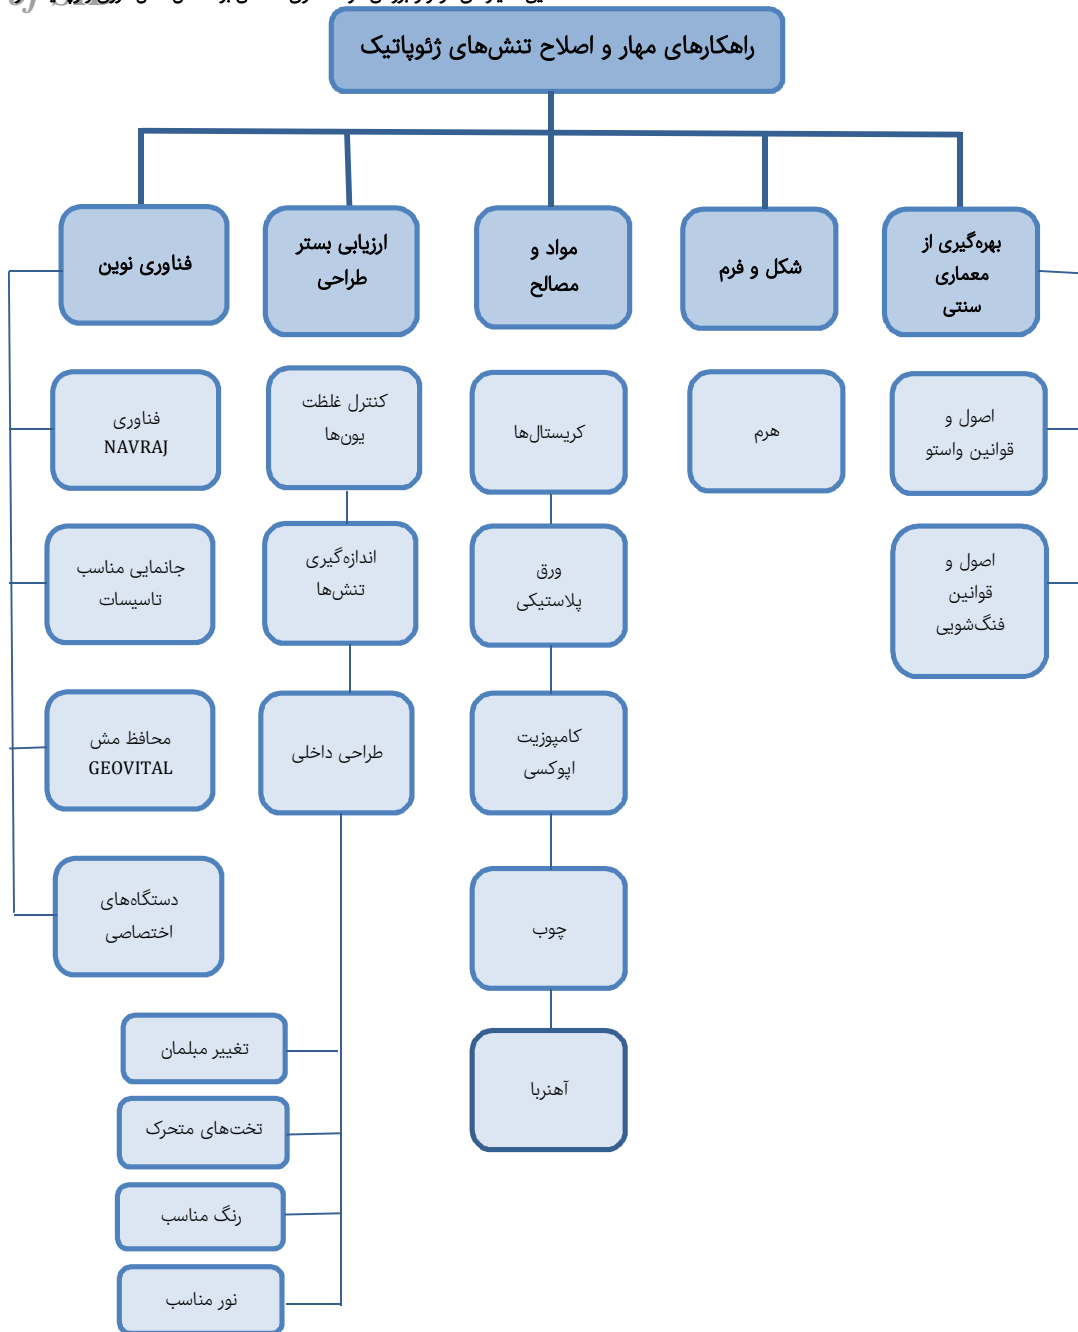 راهکارهای مهار و اصلاح تنش‌های ژئوپاتیک
بهره‌گیری از
معماری
سنتی
شکل و فرم
مواد و
مصالح
ارزیابی بستر
طراحی
فناوری نوین
اصول و
قوانین واستو
اصول و
قوانین
فنگ‌شویی
هرم
کریستال‌ها
ورق
پلاستیکی
کامپوزیت
اپوکسی
چوب
آهنربا
کنترل غلظت
یون‌ها
اندازه‌گیری
تنش‌ها
طراحی داخلی
تغییر مبلمان
تخت‌های متحرک
رنگ مناسب
نور مناسب
فناوری
NAVRAJ
جانمایی مناسب
تاسیسات
محافظ مش
GEOVITAL
دستگاه‌های
اختصاصی